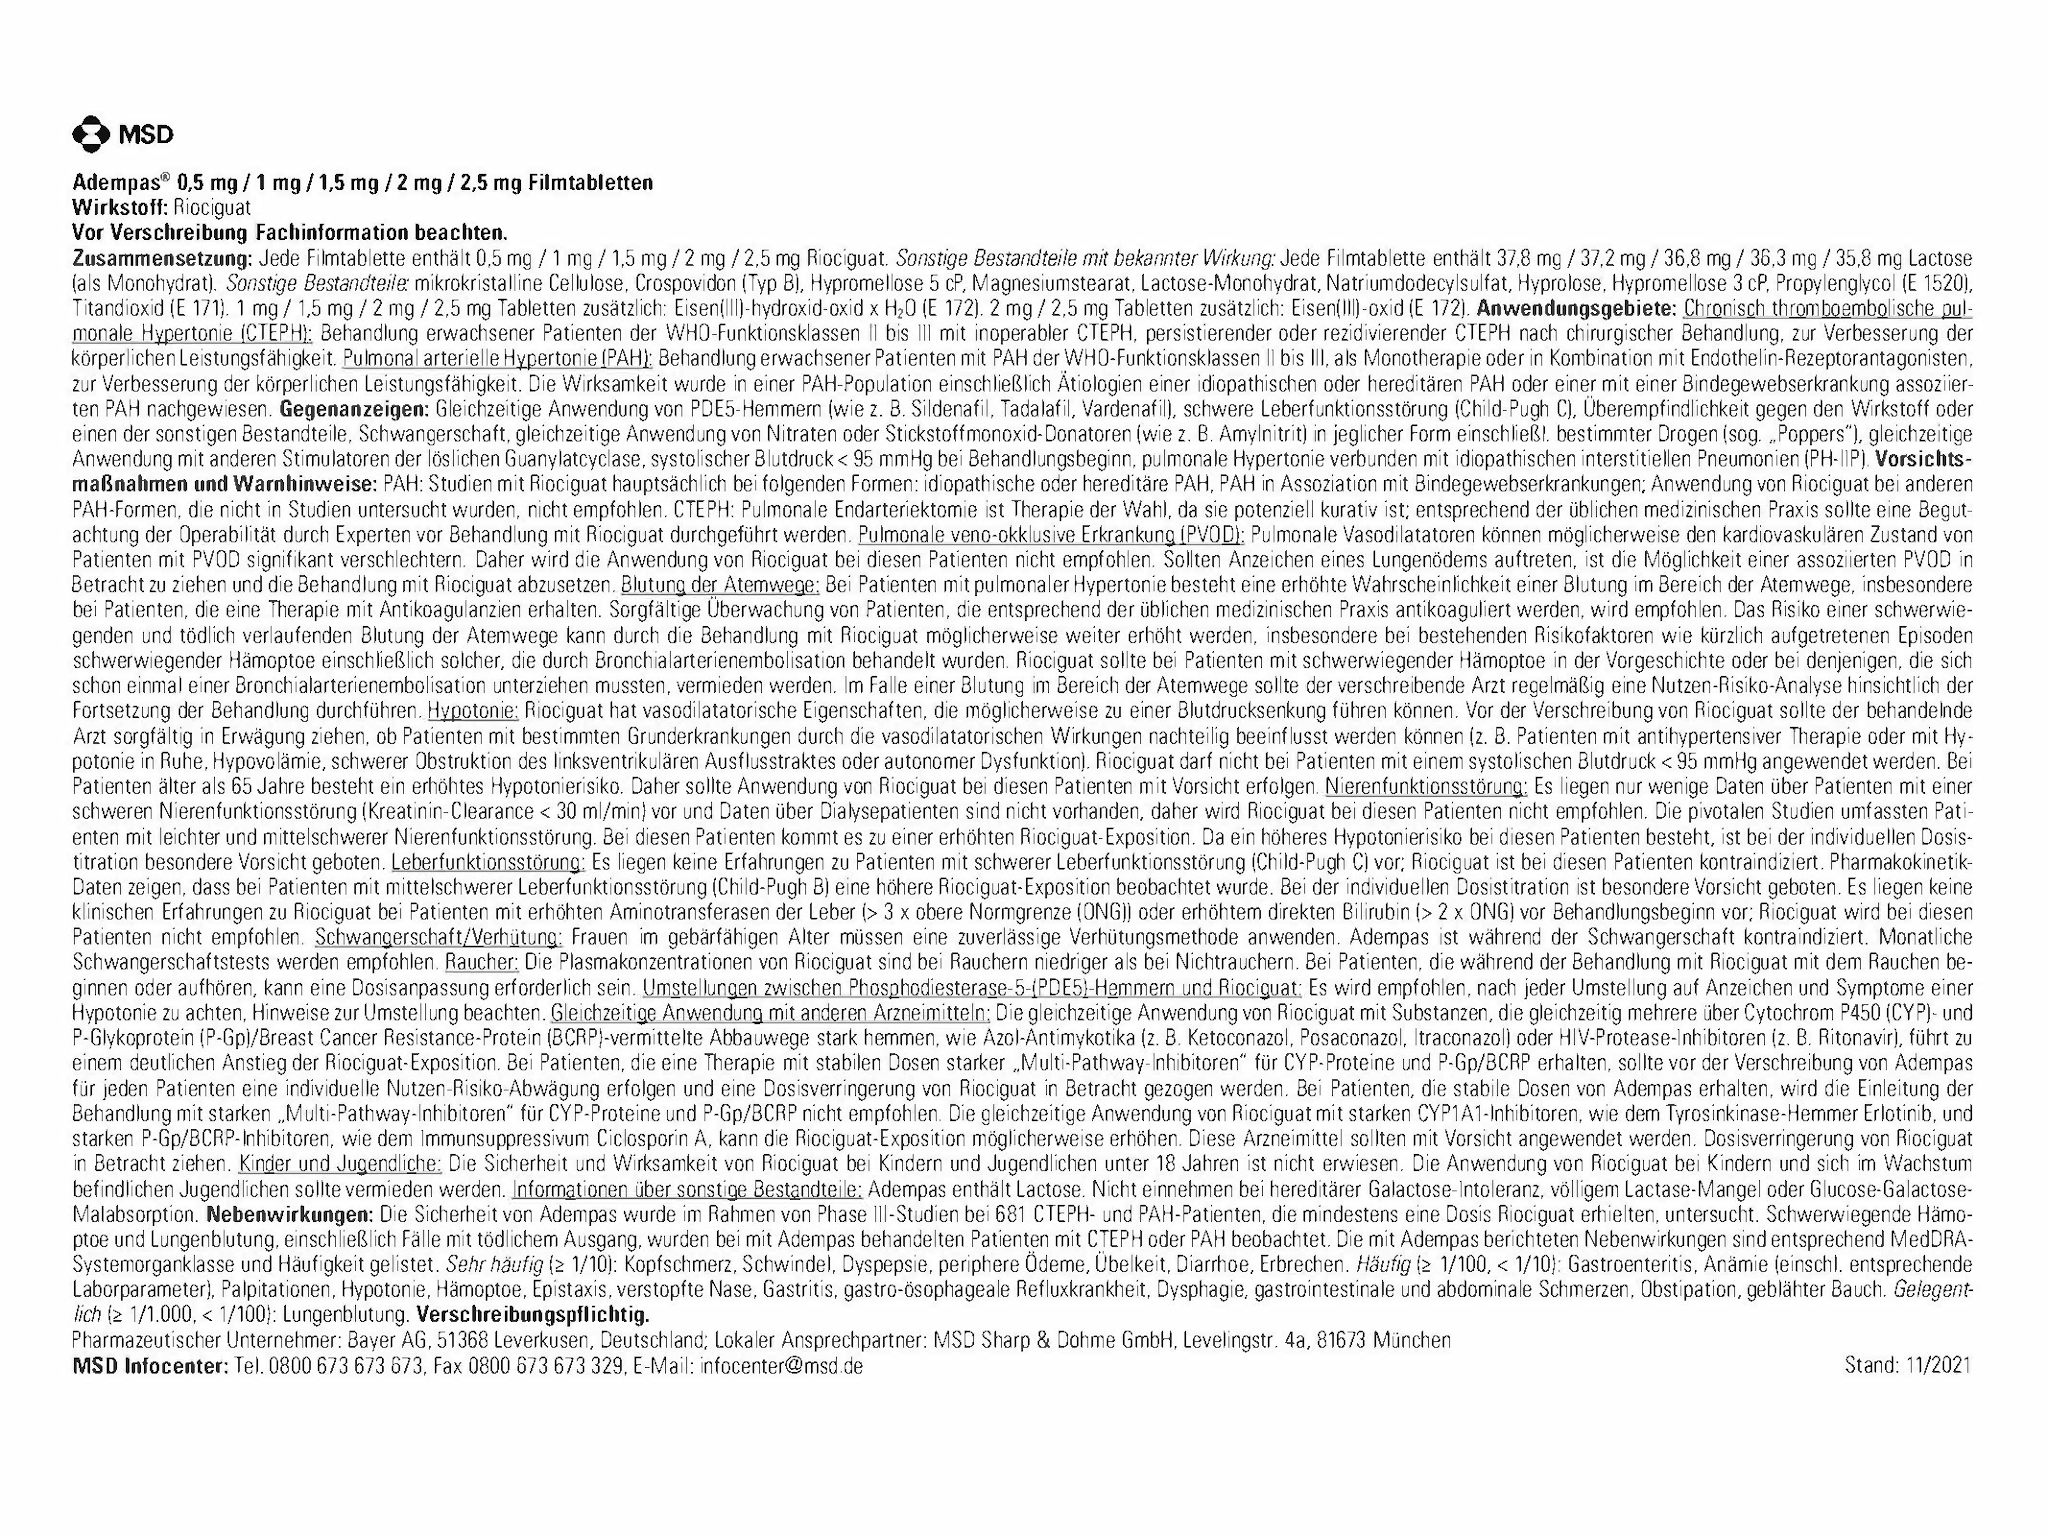 MSD
Adempas® 0,5 mg / 1 mg / 1,5 mg / 2 mg / 2,5 mg Filmtabletten
Wirkstoff: Riociguat
Vor Verschreibung Fachinformation beachten.
Zusammensetzung: Jede Filmtablette enthält 0,5 mg / 1 mg / 1,5 mg / 2 mg / 2,5 mg Riociguat. Sonstige Bestandteile mit bekannter Wirkung: Jede Filmtablette enthält 37,8 mg / 37,2 mg / 36,8 mg / 36,3 mg / 35,8 mg Lactose
(als Monohydrat). Sonstige Bestandteile: mikrokristalline Cellulose, Crospovidon (Typ B), Hypromellose 5 cP, Magnesiumstearat, Lactose-Monohydrat, Natriumdodecylsulfat, Hyprolose, Hypromellose 3 cP, Propylenglycol (E 1520),
Titandioxid (E 171). 1 mg / 1,5 mg / 2 mg / 2,5 mg Tabletten zusätzlich: Eisen(III)-hydroxid-oxid x H₂O (E 172). 2 mg / 2,5 mg Tabletten zusätzlich: Eisen(III)-oxid (E 172). Anwendungsgebiete: Chronisch thromboembolische pul-
monale Hypertonie (CTEPH): Behandlung erwachsener Patienten der WHO-Funktionsklassen II bis III mit inoperabler CTEPH, persistierender oder rezidivierender CTEPH nach chirurgischer Behandlung, zur Verbesserung der
körperlichen Leistungsfähigkeit. Pulmonal arterielle Hypertonie (PAH): Behandlung erwachsener Patienten mit PAH der WHO-Funktionsklassen II bis III, als Monotherapie oder in Kombination mit Endothelin-Rezeptorantagonisten,
zur Verbesserung der körperlichen Leistungsfähigkeit. Die Wirksamkeit wurde in einer PAH-Population einschließlich Ätiologien einer idiopathischen oder hereditären PAH oder einer mit einer Bindegewebserkrankung assoziier-
ten PAH nachgewiesen. Gegenanzeigen: Gleichzeitige Anwendung von PDE5-Hemmern (wie z. B. Sildenafil, Tadalafil, Vardenafil), schwere Leberfunktionsstörung (Child-Pugh C), Überempfindlichkeit gegen den Wirkstoff oder
einen der sonstigen Bestandteile, Schwangerschaft, gleichzeitige Anwendung von Nitraten oder Stickstoffmonoxid-Donatoren (wie z. B. Amylnitrit) in jeglicher Form einschließl. bestimmter Drogen (sog. „Poppers“), gleichzeitige
Anwendung mit anderen Stimulatoren der löslichen Guanylatcyclase, systolischer Blutdruck < 95 mmHg bei Behandlungsbeginn, pulmonale Hypertonie verbunden mit idiopathischen interstitiellen Pneumonien (PH-IIP). Vorsichts-
maßnahmen und Warnhinweise: PAH: Studien mit Riociguat hauptsächlich bei folgenden Formen: idiopathische oder hereditäre PAH, PAH in Assoziation mit Bindegewebserkrankungen; Anwendung von Riociguat bei anderen
PAH-Formen, die nicht in Studien untersucht wurden, nicht empfohlen. CTEPH: Pulmonale Endarteriektomie ist Therapie der Wahl, da sie potenziell kurativ ist; entsprechend der üblichen medizinischen Praxis sollte eine Begut-
achtung der Operabilität durch Experten vor Behandlung mit Riociguat durchgeführt werden. Pulmonale veno-okklusive Erkrankung (PVOD): Pulmonale Vasodilatatoren können möglicherweise den kardiovaskulären Zustand von
Patienten mit PVOD signifikant verschlechtern. Daher wird die Anwendung von Riociguat bei diesen Patienten nicht empfohlen. Sollten Anzeichen eines Lungenödems auftreten, ist die Möglichkeit einer assoziierten PVOD in
Betracht zu ziehen und die Behandlung mit Riociguat abzusetzen. Blutung der Atemwege: Bei Patienten mit pulmonaler Hypertonie besteht eine erhöhte Wahrscheinlichkeit einer Blutung im Bereich der Atemwege, insbesondere
bei Patienten, die eine Therapie mit Antikoagulanzien erhalten. Sorgfältige Überwachung von Patienten, die entsprechend der üblichen medizinischen Praxis antikoaguliert werden, wird empfohlen. Das Risiko einer schwerwie-
genden und tödlich verlaufenden Blutung der Atemwege kann durch die Behandlung mit Riociguat möglicherweise weiter erhöht werden, insbesondere bei bestehenden Risikofaktoren wie kürzlich aufgetretenen Episoden
schwerwiegender Hämoptoe einschließlich solcher, die durch Bronchialarterienembolisation behandelt wurden. Riociguat sollte bei Patienten mit schwerwiegender Hämoptoe in der Vorgeschichte oder bei denjenigen, die sich
schon einmal einer Bronchialarterienembolisation unterziehen mussten, vermieden werden. Im Falle einer Blutung im Bereich der Atemwege sollte der verschreibende Arzt regelmäßig eine Nutzen-Risiko-Analyse hinsichtlich der
Fortsetzung der Behandlung durchführen. Hypotonie: Riociguat hat vasodilatatorische Eigenschaften, die möglicherweise zu einer Blutdrucksenkung führen können. Vor der Verschreibung von Riociguat sollte der behandelnde
Arzt sorgfältig in Erwägung ziehen, ob Patienten mit bestimmten Grunderkrankungen durch die vasodilatatorischen Wirkungen nachteilig beeinflusst werden können (z. B. Patienten mit antihypertensiver Therapie oder mit Hy-
potonie in Ruhe, Hypovolämie, schwerer Obstruktion des linksventrikulären Ausflusstraktes oder autonomer Dysfunktion). Riociguat darf nicht bei Patienten mit einem systolischen Blutdruck < 95 mmHg angewendet werden. Bei
Patienten älter als 65 Jahre besteht ein erhöhtes Hypotonierisiko. Daher sollte Anwendung von Riociguat bei diesen Patienten mit Vorsicht erfolgen. Nierenfunktionsstörung: Es liegen nur wenige Daten über Patienten mit einer
schweren Nierenfunktionsstörung (Kreatinin-Clearance < 30 ml/min) vor und Daten über Dialysepatienten sind nicht vorhanden, daher wird Riociguat bei diesen Patienten nicht empfohlen. Die pivotalen Studien umfassten Pati-
enten mit leichter und mittelschwerer Nierenfunktionsstörung. Bei diesen Patienten kommt es zu einer erhöhten Riociguat-Exposition. Da ein höheres Hypotonierisiko bei diesen Patienten besteht, ist bei der individuellen Dosis-
titration besondere Vorsicht geboten. Leberfunktionsstörung: Es liegen keine Erfahrungen zu Patienten mit schwerer Leberfunktionsstörung (Child-Pugh C) vor; Riociguat ist bei diesen Patienten kontraindiziert. Pharmakokinetik-
Daten zeigen, dass bei Patienten mit mittelschwerer Leberfunktionsstörung (Child-Pugh B) eine höhere Riociguat-Exposition beobachtet wurde. Bei der individuellen Dosistitration ist besondere Vorsicht geboten. Es liegen keine
klinischen Erfahrungen zu Riociguat bei Patienten mit erhöhten Aminotransferasen der Leber (> 3 x obere Normgrenze (ONG)) oder erhöhtem direkten Bilirubin (> 2 x ONG) vor Behandlungsbeginn vor; Riociguat wird bei diesen
Patienten nicht empfohlen. Schwangerschaft/Verhütung: Frauen im gebärfähigen Alter müssen eine zuverlässige Verhütungsmethode anwenden. Adempas ist während der Schwangerschaft kontraindiziert. Monatliche
Schwangerschaftstests werden empfohlen. Raucher: Die Plasmakonzentrationen von Riociguat sind bei Rauchern niedriger als bei Nichtrauchern. Bei Patienten, die während der Behandlung mit Riociguat mit dem Rauchen be-
ginnen oder aufhören, kann eine Dosisanpassung erforderlich sein. Umstellungen zwischen Phosphodiesterase-5-(PDE5)-Hemmern und Riociguat: Es wird empfohlen, nach jeder Umstellung auf Anzeichen und Symptome einer
Hypotonie zu achten, Hinweise zur Umstellung beachten. Gleichzeitige Anwendung mit anderen Arzneimitteln: Die gleichzeitige Anwendung von Riociguat mit Substanzen, die gleichzeitig mehrere über Cytochrom P450 (CYP)- und
P-Glykoprotein (P-Gp)/Breast Cancer Resistance-Protein (BCRP)-vermittelte Abbauwege stark hemmen, wie Azol-Antimykotika (z. B. Ketoconazol, Posaconazol, Itraconazol) oder HIV-Protease-Inhibitoren (z. B. Ritonavir), führt zu
einem deutlichen Anstieg der Riociguat-Exposition. Bei Patienten, die eine Therapie mit stabilen Dosen starker „Multi-Pathway-Inhibitoren“ für CYP-Proteine und P-Gp/BCRP erhalten, sollte vor der Verschreibung von Adempas
für jeden Patienten eine individuelle Nutzen-Risiko-Abwägung erfolgen und eine Dosisverringerung von Riociguat in Betracht gezogen werden. Bei Patienten, die stabile Dosen von Adempas erhalten, wird die Einleitung der
Behandlung mit starken „Multi-Pathway-Inhibitoren“ für CYP-Proteine und P-Gp/BCRP nicht empfohlen. Die gleichzeitige Anwendung von Riociguat mit starken CYP1A1-Inhibitoren, wie dem Tyrosinkinase-Hemmer Erlotinib, und
starken P-Gp/BCRP-Inhibitoren, wie dem Immunsuppressivum Ciclosporin A, kann die Riociguat-Exposition möglicherweise erhöhen. Diese Arzneimittel sollten mit Vorsicht angewendet werden. Dosisverringerung von Riociguat
in Betracht ziehen. Kinder und Jugendliche: Die Sicherheit und Wirksamkeit von Riociguat bei Kindern und Jugendlichen unter 18 Jahren ist nicht erwiesen. Die Anwendung von Riociguat bei Kindern und sich im Wachstum
befindlichen Jugendlichen sollte vermieden werden. Informationen über sonstige Bestandteile: Adempas enthält Lactose. Nicht einnehmen bei hereditärer Galactose-Intoleranz, völligem Lactase-Mangel oder Glucose-Galactose-
Malabsorption. Nebenwirkungen: Die Sicherheit von Adempas wurde im Rahmen von Phase III-Studien bei 681 CTEPH- und PAH-Patienten, die mindestens eine Dosis Riociguat erhielten, untersucht. Schwerwiegende Hämo-
ptoe und Lungenblutung, einschließlich Fälle mit tödlichem Ausgang, wurden bei mit Adempas behandelten Patienten mit CTEPH oder PAH beobachtet. Die mit Adempas berichteten Nebenwirkungen sind entsprechend MedDRA-
Systemorganklasse und Häufigkeit gelistet. Sehr häufig (≥ 1/10): Kopfschmerz, Schwindel, Dyspepsie, periphere Ödeme, Übelkeit, Diarrhoe, Erbrechen. Häufig (≥ 1/100, < 1/10): Gastroenteritis, Anämie (einschl. entsprechende
Laborparameter), Palpitationen, Hypotonie, Hämoptoe, Epistaxis, verstopfte Nase, Gastritis, gastro-ösophageale Refluxkrankheit, Dysphagie, gastrointestinale und abdominale Schmerzen, Obstipation, geblähter Bauch. Gelegent-
lich (≥ 1/1.000, < 1/100): Lungenblutung. Verschreibungspflichtig.
Pharmazeutischer Unternehmer: Bayer AG, 51368 Leverkusen, Deutschland; Lokaler Ansprechpartner: MSD Sharp & Dohme GmbH, Levelingstr. 4a, 81673 München
MSD Infocenter: Tel. 0800 673 673 673, Fax 0800 673 673 329, E-Mail: infocenter@msd.de Stand: 11/2021